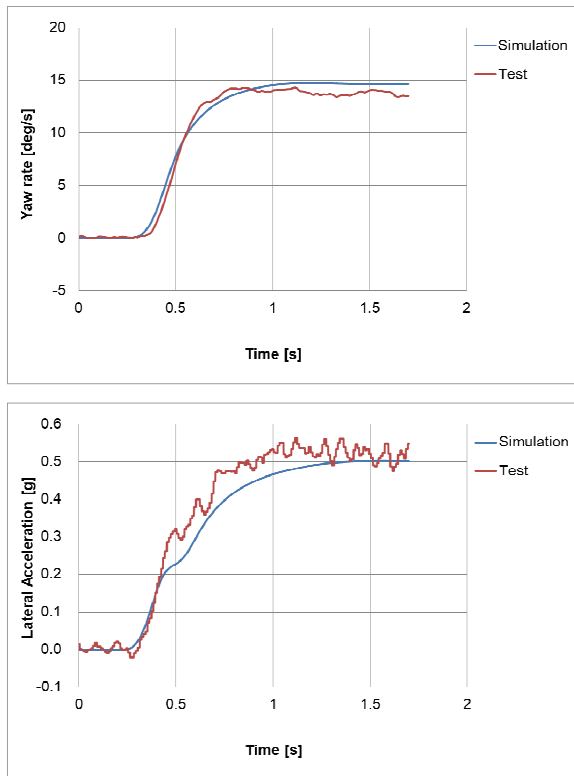 20
15
10
5
0
-5
Yaw rate [deg/s]
0 0.5 1 1.5 2
Time [s]
Simulation
Test
0.6
0.5
0.4
0.3
0.2
0.1
0.0
-0.1
Lateral Acceleration [g]
0 0.5 1 1.5 2
Time [s]
Simulation
Test